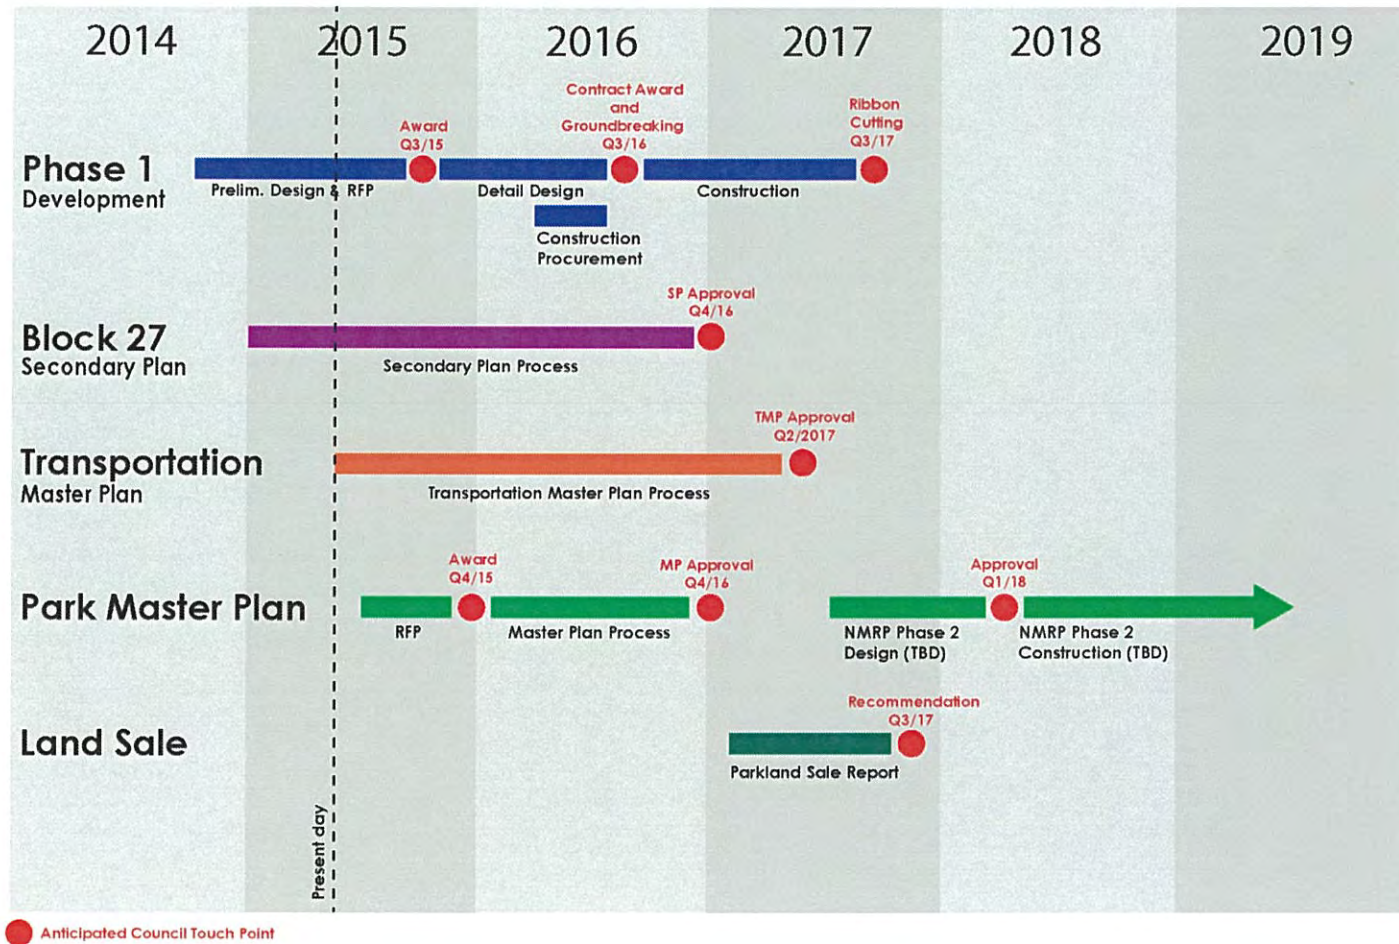 2014 2015 2016 2017 2018 2019
Phase 1
Development
Award
Q3/15
Contract Award
and
Groundbreaking
Q3/16
Ribbon
Cutting
Q3/17
Prelim. Design & RFP
Detail Design
Construction
Construction
Procurement
Block 27
Secondary Plan
SP Approval
Q4/16
Secondary Plan Process
Transportation
Master Plan
TMP Approval
Q2/2017
Transportation Master Plan Process
Park Master Plan
Award
Q4/15
MP Approval
Q4/16
Approval
Q1/18
RFP
Master Plan Process
NMRP Phase 2
Design (TBD)
NMRP Phase 2
Construction (TBD)
Land Sale
Recommendation
Q3/17
Parkland Sale Report
Present day
Anticipated Council Touch Point